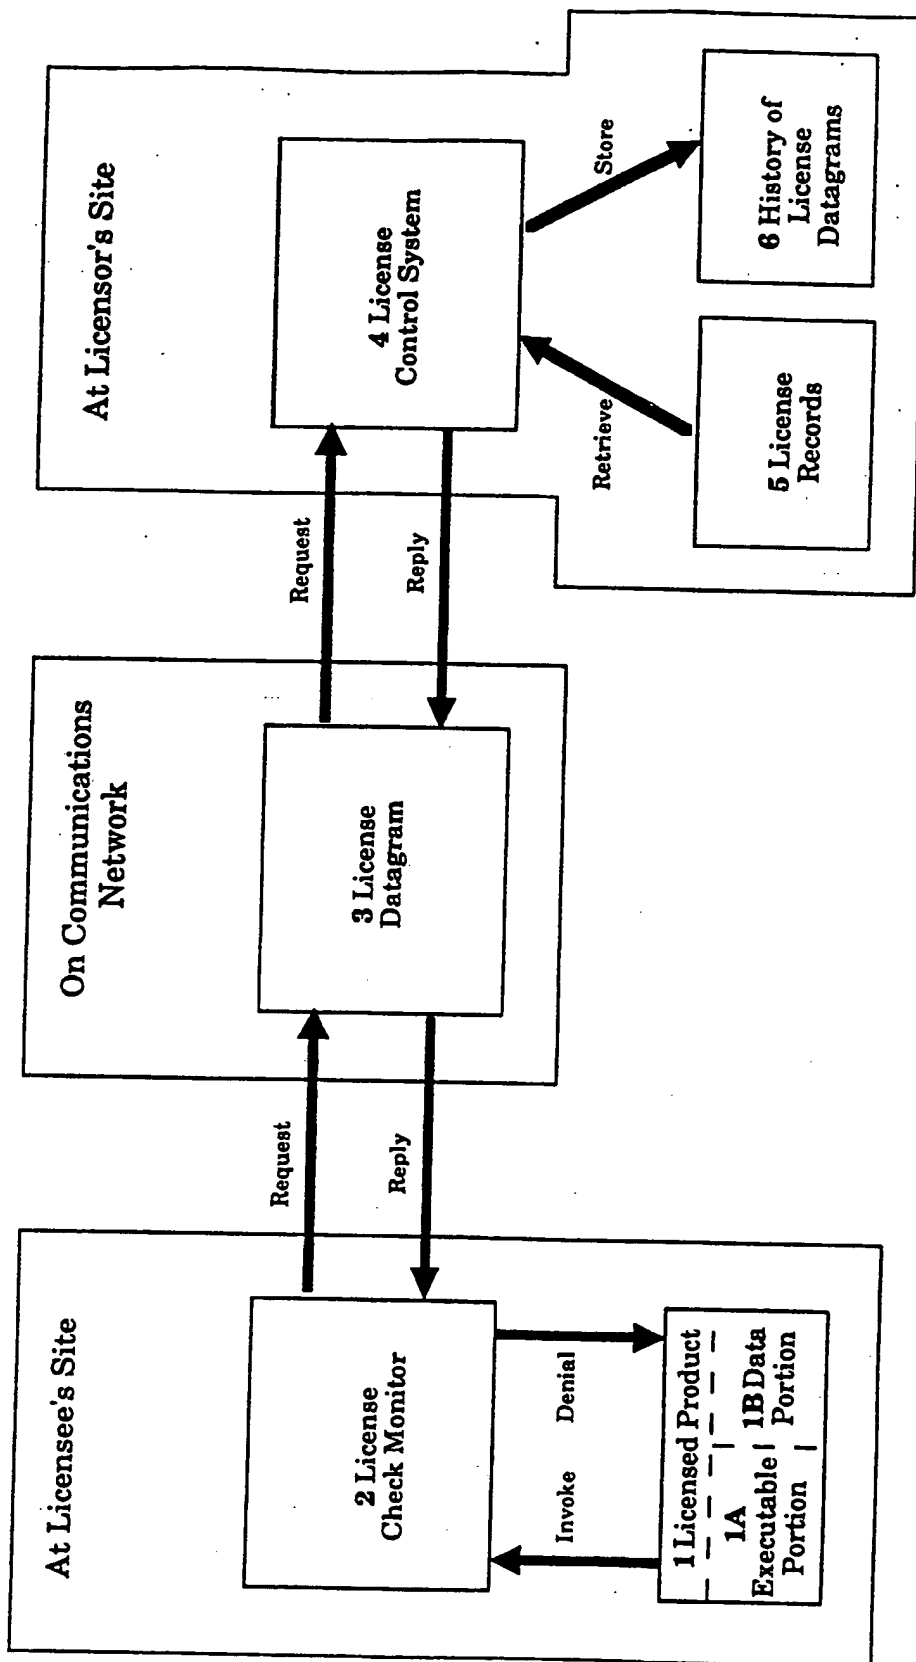 At Licensee's Site
2 License
Check Monitor
Invoke
Denial
1 Licensed Product
1A
Executable
Portion
1B Data
Portion
Request
Reply
On Communications
Network
3 License
Datagram
Request
Reply
At Licensor's Site
4 License
Control System
Retrieve
Store
5 License
Records
6 History of
License
Datagrams